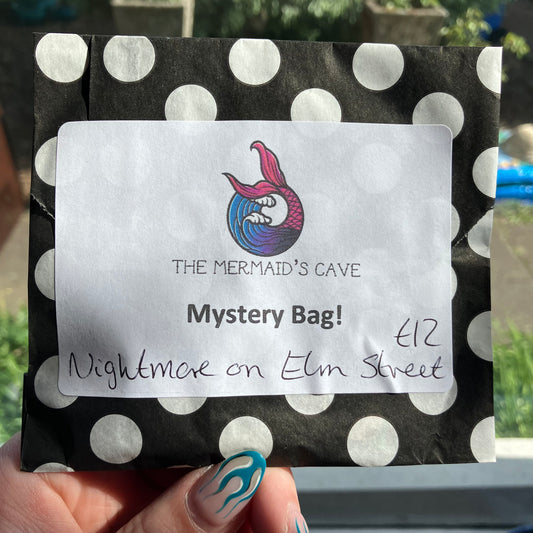 THE MERMAID'S CAVE
Mystery Bag!
£12
Nightmare on Elm Street